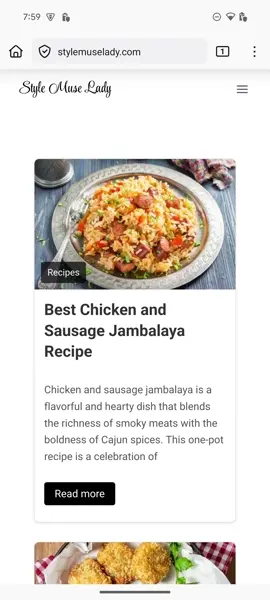 7:59
stylemuselady.com
1
Style Muse Lady
Recipes
Best Chicken and
Sausage Jambalaya
Recipe
Chicken and sausage jambalaya is a
flavorful and hearty dish that blends
the richness of smoky meats with the
boldness of Cajun spices. This one-pot
recipe is a celebration of
Read more